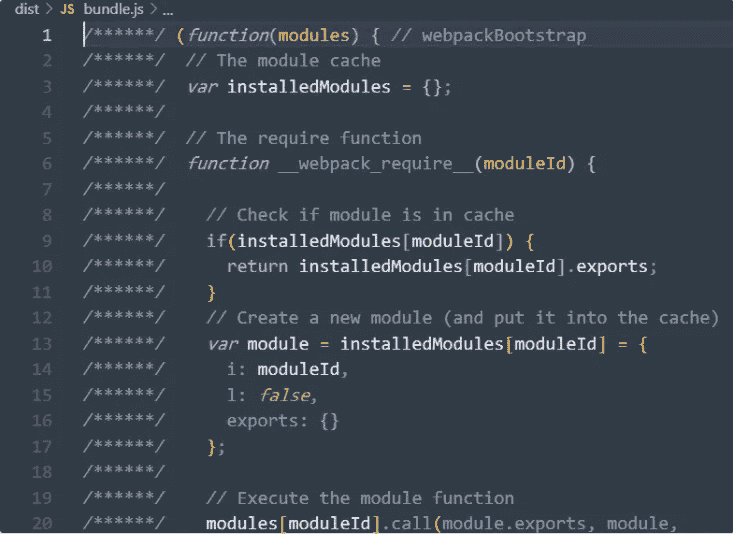 dist > JS bundle.js > ...
1 /******/ (function(modules) { // webpackBootstrap
2 /******/ 	// The module cache
3 /******/ 	var installedModules = {};
4 /******/
5 /******/ 	// The require function
6 /******/ 	function __webpack_require__(moduleId) {
7 /******/
8 /******/ 		// Check if module is in cache
9 /******/ 		if(installedModules[moduleId]) {
10 /******/ 			return installedModules[moduleId].exports;
11 /******/ 		}
12 /******/ 		// Create a new module (and put it into the cache)
13 /******/ 		var module = installedModules[moduleId] = {
14 /******/ 			i: moduleId,
15 /******/ 			l: false,
16 /******/ 			exports: {}
17 /******/ 		};
18 /******/
19 /******/ 		// Execute the module function
20 /******/ 		modules[moduleId].call(module.exports, module,